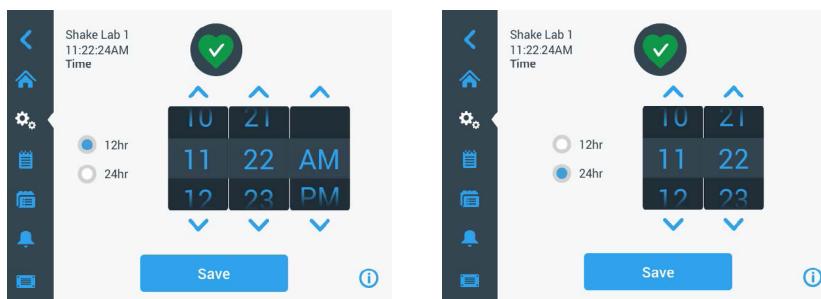 Shake Lab 1
11:22:24AM
Time
10 21
12hr
11 22 AM
24hr
12 23 PM
Save
Shake Lab 1
11:22:24AM
Time
10 21
12hr
11 22
24hr
12 23
Save